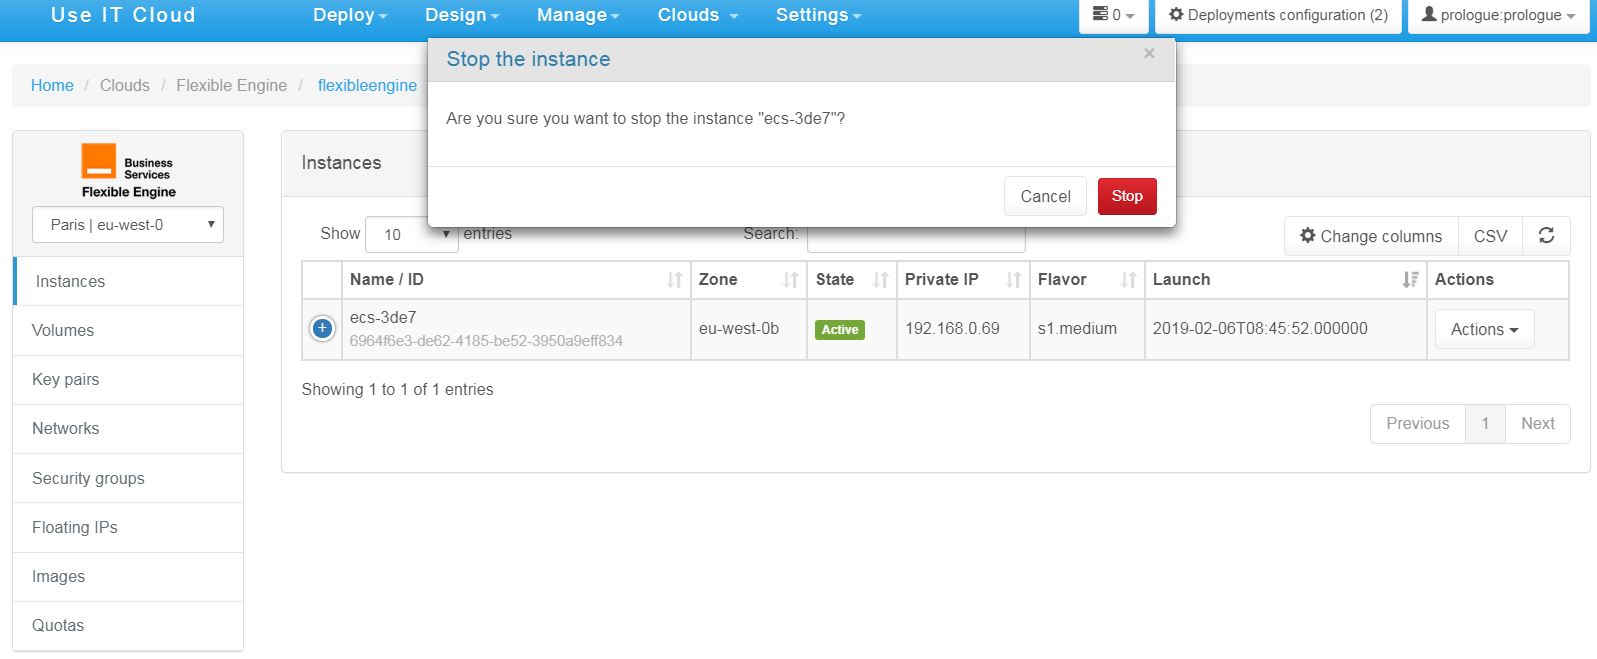 Use IT Cloud Deploy Design Manage Clouds Settings 0 Deployments configuration (2) prologue:prologue
Stop the instance ×
Home / Clouds / Flexible Engine / flexibleengine
Are you sure you want to stop the instance "ecs-3de7"?
Cancel Stop
Business
Services
Flexible Engine
Paris | eu-west-0
Instances
Volumes
Key pairs
Networks
Security groups
Floating IPs
Images
Quotas
Instances
Show 10 entries Search: Change columns CSV
Name / ID Zone State Private IP Flavor Launch Actions
ecs-3de7
6964f6e3-de62-4185-be52-3950a9eff834 eu-west-0b Active 192.168.0.69 s1.medium 2019-02-06T08:45:52.000000 Actions
Showing 1 to 1 of 1 entries
Previous 1 Next